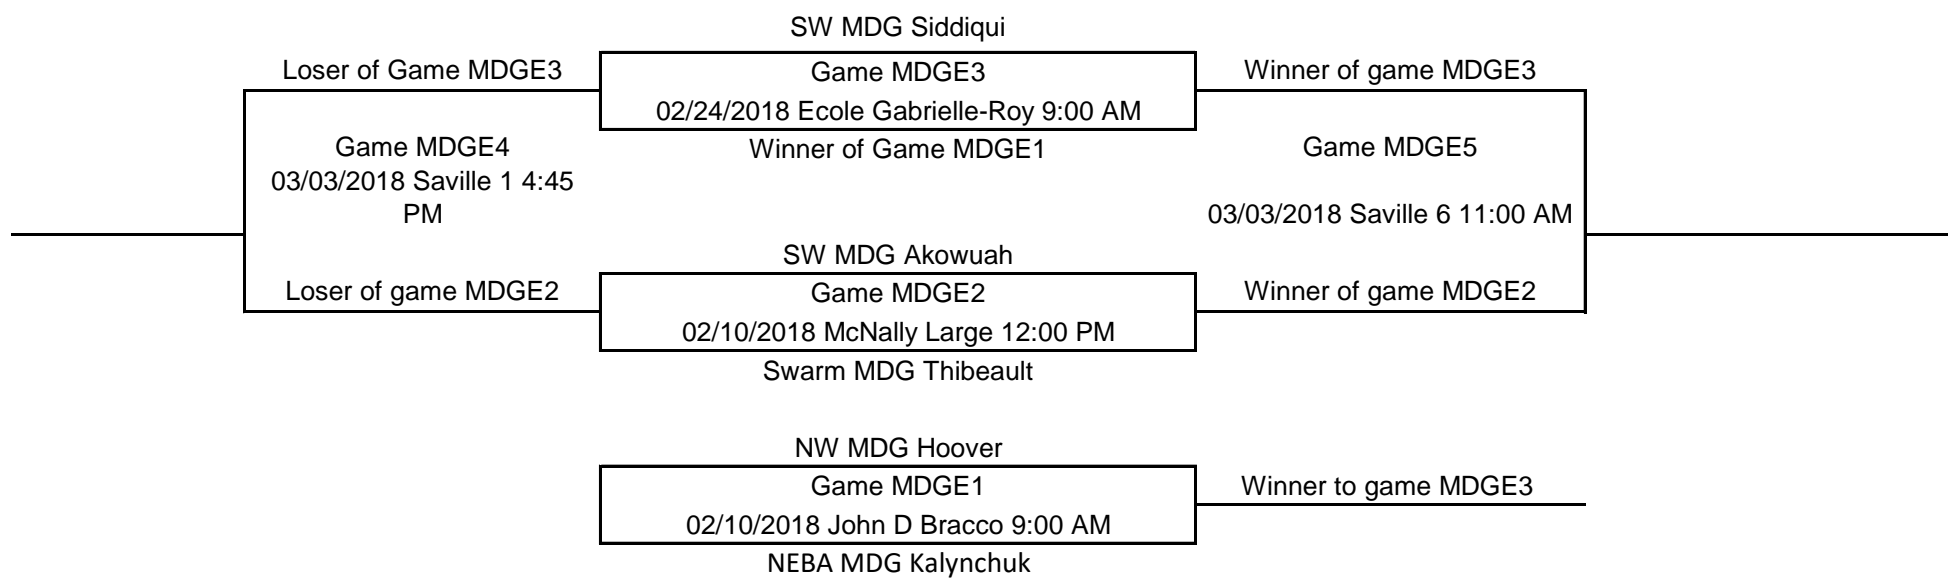 SW MDG Siddiqui
Loser of Game MDGE3
Game MDGE3
Winner of game MDGE3
02/24/2018 Ecole Gabrielle-Roy 9:00 AM
Game MDGE4
Winner of Game MDGE1
Game MDGE5
03/03/2018 Saville 1 4:45
PM
03/03/2018 Saville 6 11:00 AM
SW MDG Akowuah
Loser of game MDGE2
Game MDGE2
Winner of game MDGE2
02/10/2018 McNally Large 12:00 PM
Swarm MDG Thibeault
NW MDG Hoover
Game MDGE1
Winner to game MDGE3
02/10/2018 John D Bracco 9:00 AM
NEBA MDG Kalynchuk